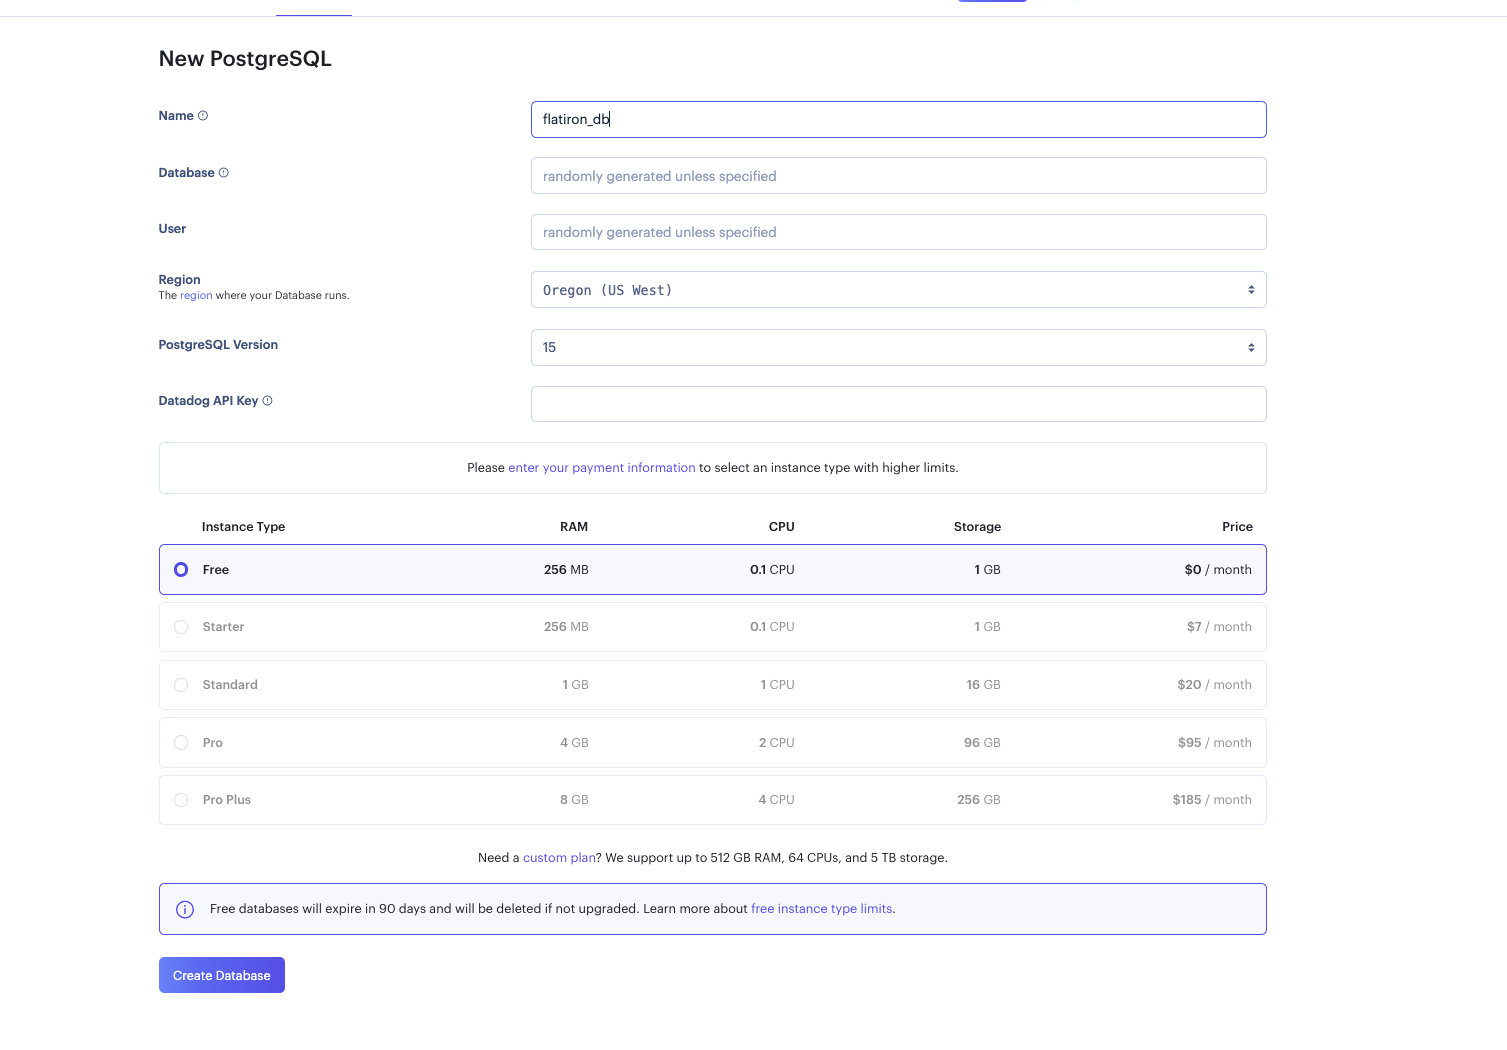 New PostgreSQL
Name
flatiron_db
Database
randomly generated unless specified
User
randomly generated unless specified
Region
The region where your Database runs.
Oregon (US West)
PostgreSQL Version
15
Datadog API Key
Please enter your payment information to select an instance type with higher limits.
Instance Type RAM CPU Storage Price
Free 256 MB 0.1 CPU 1 GB $0 / month
Starter 256 MB 0.1 CPU 1 GB $7 / month
Standard 1 GB 1 CPU 16 GB $20 / month
Pro 4 GB 2 CPU 96 GB $95 / month
Pro Plus 8 GB 4 CPU 256 GB $185 / month
Need a custom plan? We support up to 512 GB RAM, 64 CPUs, and 5 TB storage.
Free databases will expire in 90 days and will be deleted if not upgraded. Learn more about free instance type limits.
Create Database